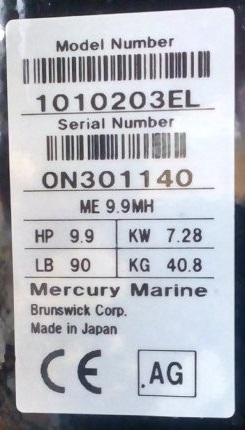 Model Number
1010203EL
Serial Number
0N301140
ME 9.9MH
HP 9.9 KW 7.28
LB 90 KG 40.8
Mercury Marine
Brunswick Corp.
Made in Japan
CE .AG